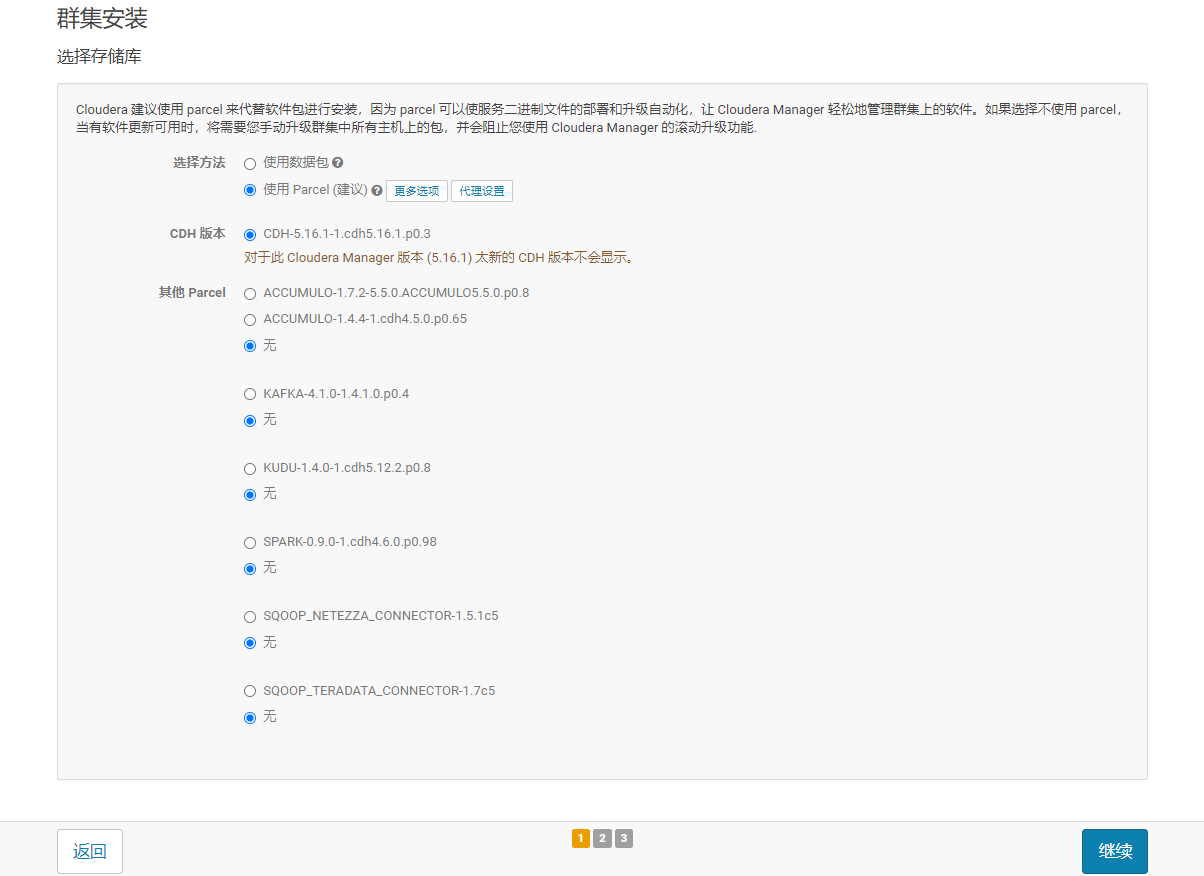 群集安装
选择存储库
Cloudera 建议使用 parcel 来代替软件包进行安装，因为 parcel 可以使服务二进制文件的部署和升级自动化，让 Cloudera Manager 轻松地管理群集上的软件。如果选择不使用 parcel，
当有软件更新可用时，将需要您手动升级群集中所有主机上的包，并会阻止您使用 Cloudera Manager 的滚动升级功能.
选择方法 使用数据包 ?
使用 Parcel (建议) ? 更多选项 代理设置
CDH 版本 CDH-5.16.1-1.cdh5.16.1.p0.3
对于此 Cloudera Manager 版本 (5.16.1) 太新的 CDH 版本不会显示。
其他 Parcel ACCUMULO-1.7.2-5.5.0.ACCUMULO5.5.0.p0.8
ACCUMULO-1.4.4-1.cdh4.5.0.p0.65
无
KAFKA-4.1.0-1.4.1.0.p0.4
无
KUDU-1.4.0-1.cdh5.12.2.p0.8
无
SPARK-0.9.0-1.cdh4.6.0.p0.98
无
SQOOP_NETEZZA_CONNECTOR-1.5.1c5
无
SQOOP_TERADATA_CONNECTOR-1.7c5
无
返回 1 2 3 继续